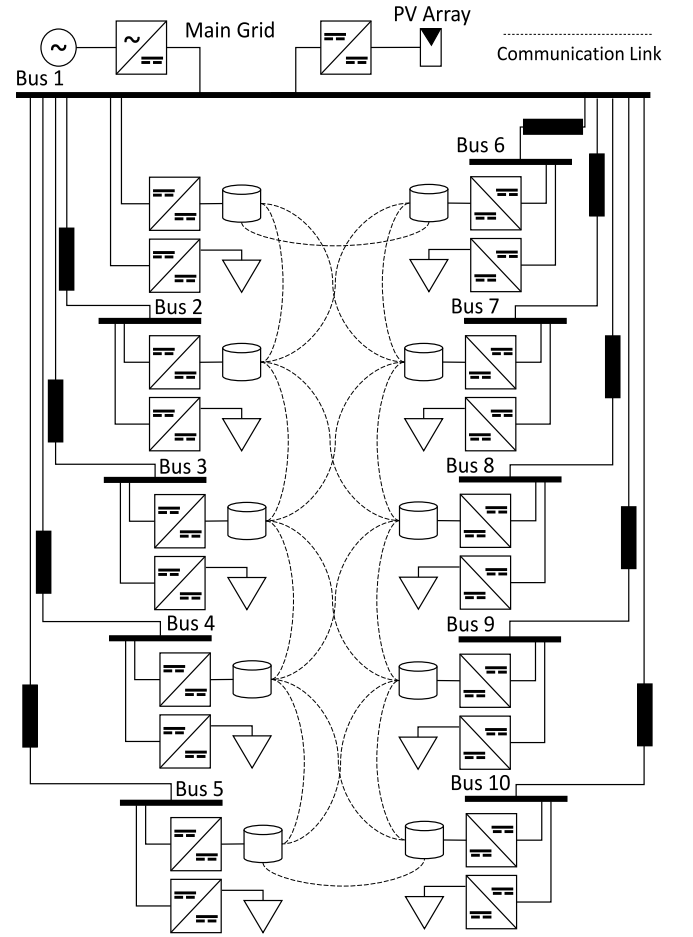 PV Array
Main Grid
Communication Link
Bus 1
Bus 6
Bus 2
Bus 7
Bus 3
Bus 8
Bus 4
Bus 9
Bus 5
Bus 10